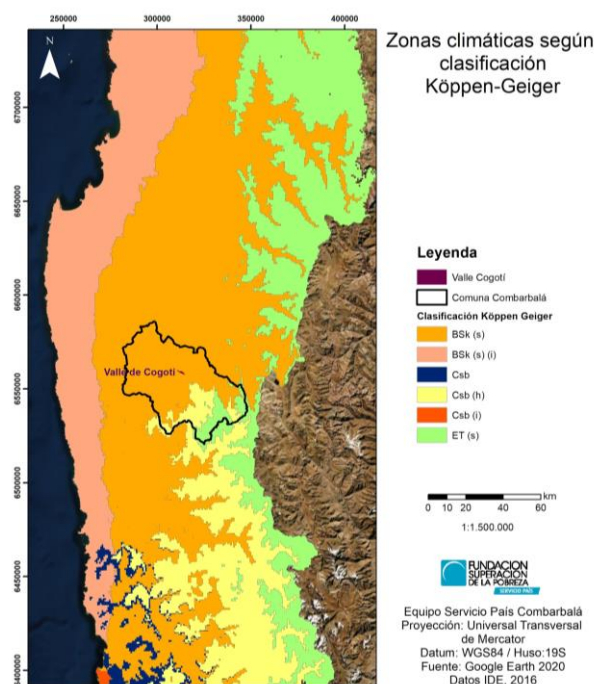 250000 300000 350000 400000
N
6700000
6650000
6600000
6550000
6500000
6450000
6400000
Valle de Cogotí
Zonas climáticas según
clasificación
Köppen-Geiger
Leyenda
Valle Cogotí
Comuna Combarbalá
Clasificación Köppen Geiger
BSk (s)
BSk (s) (i)
Csb
Csb (h)
Csb (i)
ET (s)
km
0 10 20 40 60
1:1.500.000
FUNDACION
SUPERACION
DE LA POBREZA
SERVICIO PAÍS
Equipo Servicio País Combarbalá
Proyección: Universal Transversal
de Mercator
Datum: WGS84 / Huso:19S
Fuente: Google Earth 2020
Datos IDE, 2016